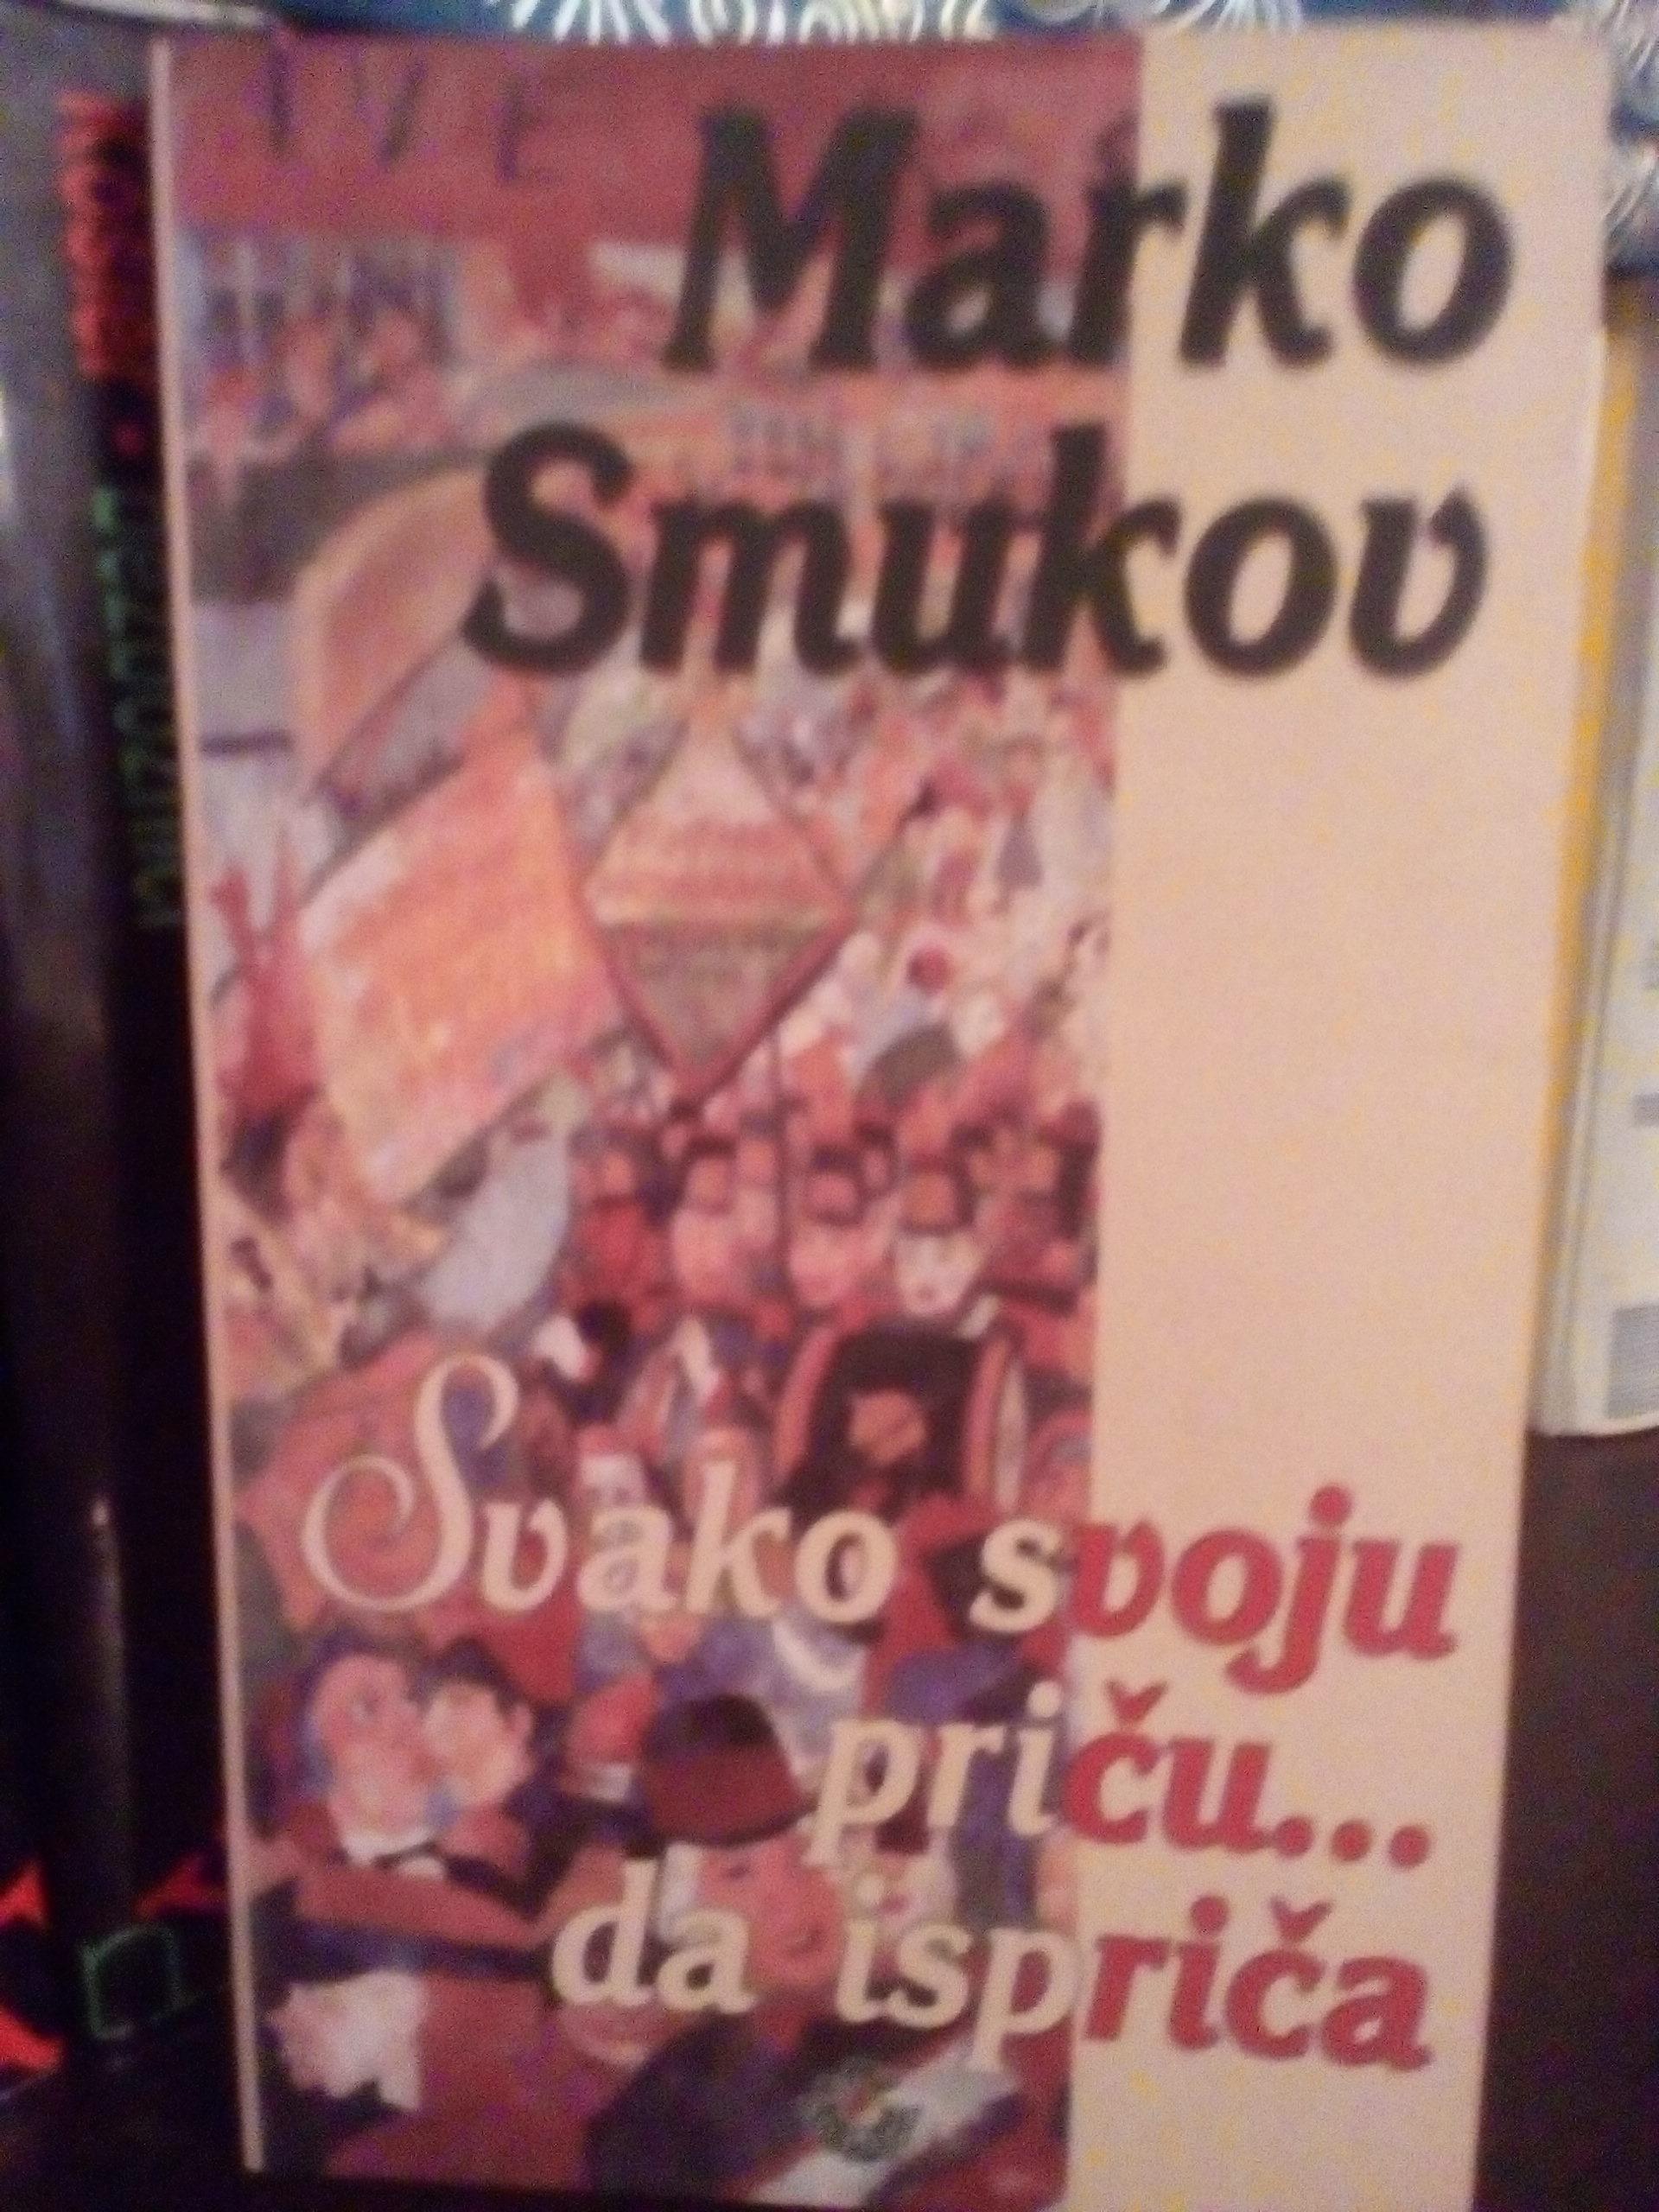 Marko
Smukov
Svako svoju
priču...
da ispriča